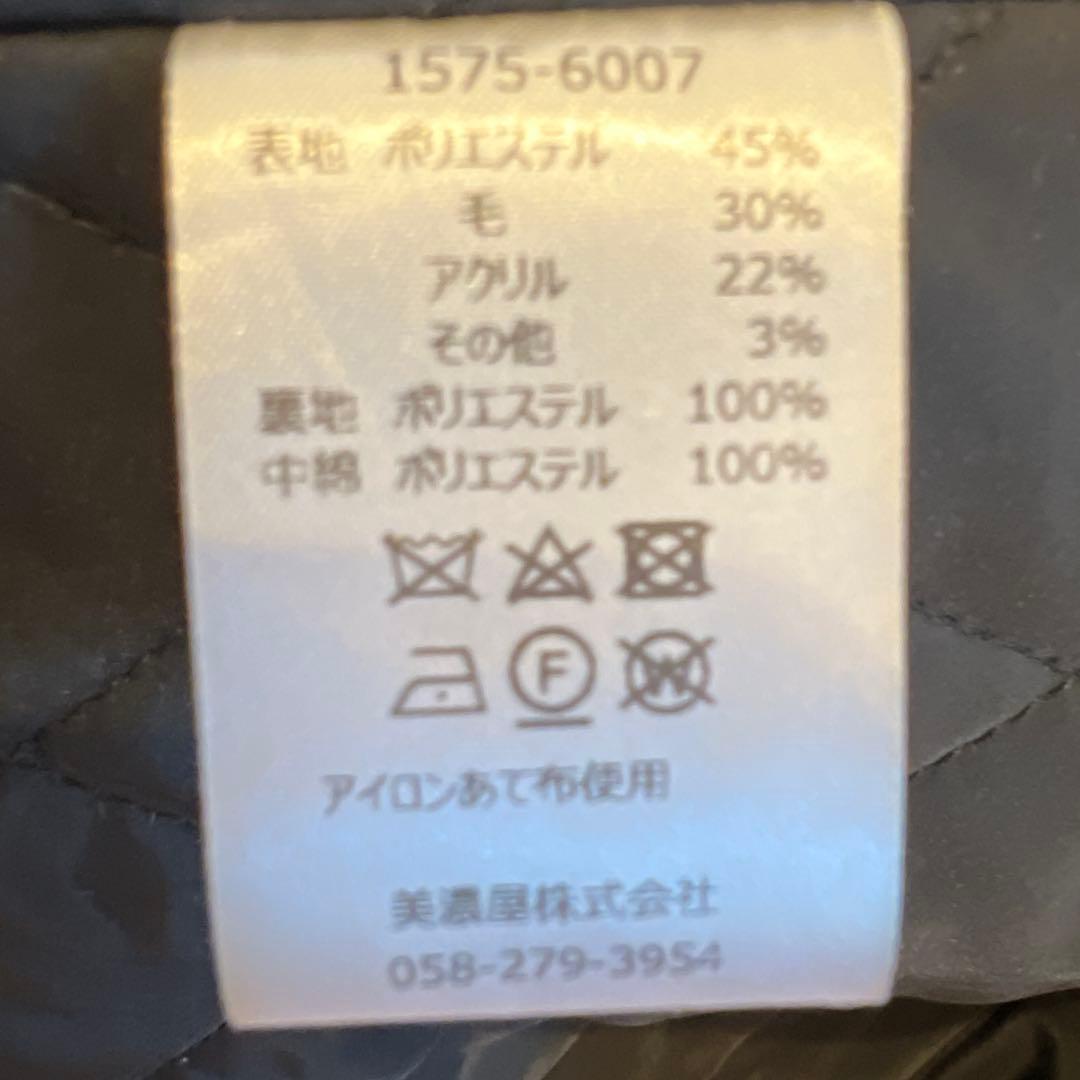 1575-6007
表地 ポリエステル 45%
毛 30%
アクリル 22%
その他 3%
裏地 ポリエステル 100%
中綿 ポリエステル 100%
F W
アイロンあて布使用
美濃屋株式会社
058-279-3954